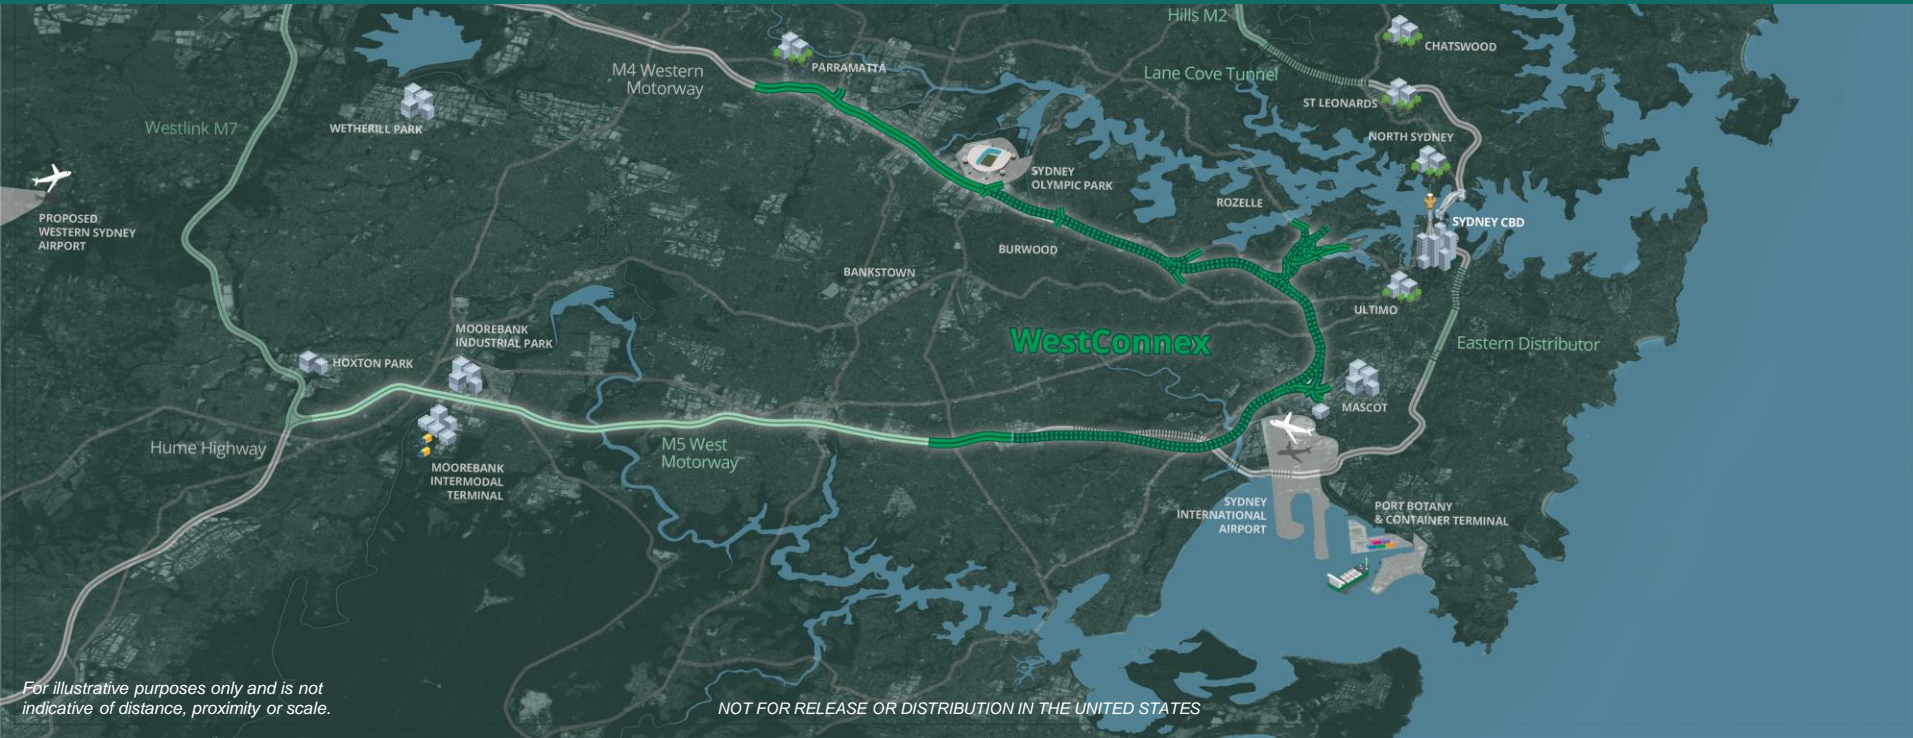 Hills M2
CHATSWOOD
M4 Western
Motorway
PARRAMATTA
Lane Cove Tunnel
ST LEONARDS
Westlink M7
WETHERILL PARK
NORTH SYDNEY
SYDNEY
OLYMPIC PARK
ROZELLE
PROPOSED
WESTERN SYDNEY
AIRPORT
SYDNEY CBD
BURWOOD
BANKSTOWN
ULTIMO
MOOREBANK
INDUSTRIAL PARK
WestConnex
Eastern Distributor
HOXTON PARK
MASCOT
Hume Highway
M5 West
Motorway
MOOREBANK
INTERMODAL
TERMINAL
SYDNEY
INTERNATIONAL
AIRPORT
PORT BOTANY
& CONTAINER TERMINAL
For illustrative purposes only and is not
indicative of distance, proximity or scale.
NOT FOR RELEASE OR DISTRIBUTION IN THE UNITED STATES